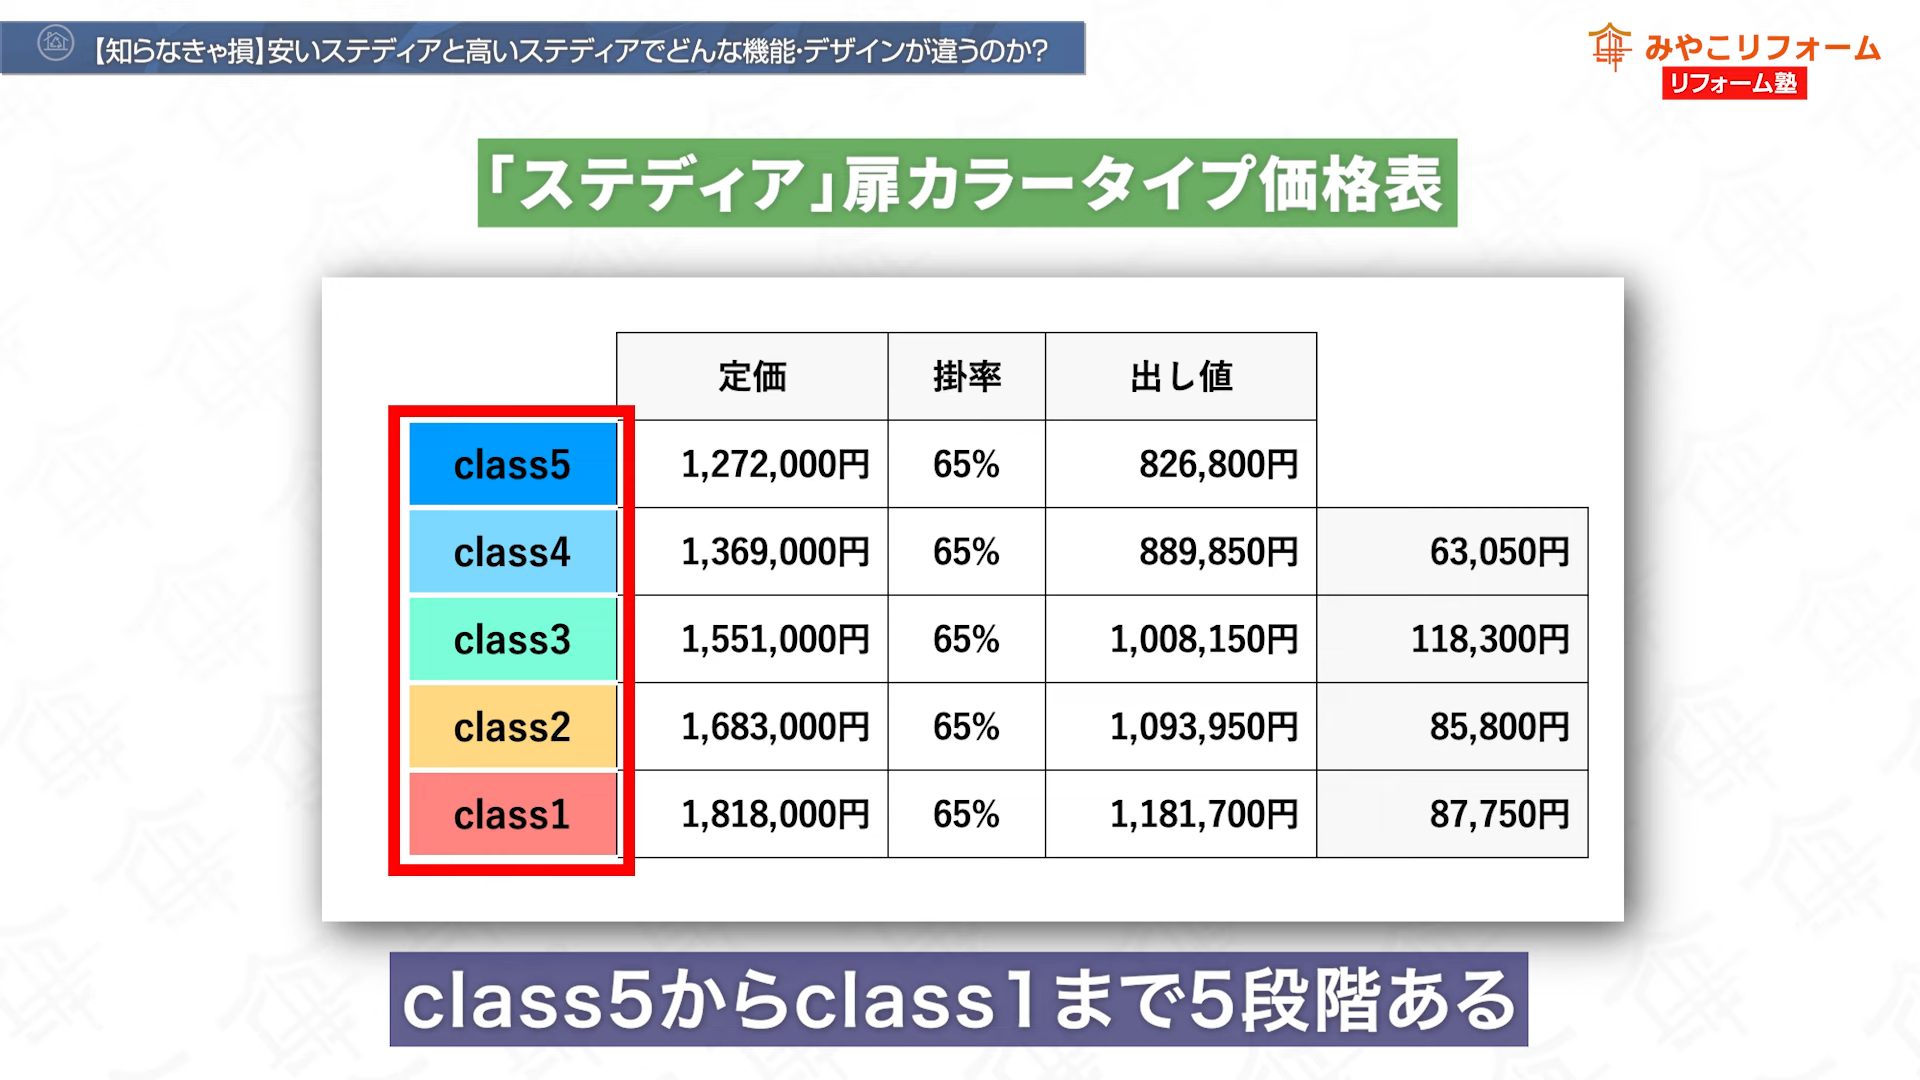 【知らなきゃ損】安いステディアと高いステディアでどんな機能・デザインが違うのか?
みやこリフォーム
リフォーム塾
「ステディア」扉カラータイプ価格表
定価 掛率 出し値
class5 1,272,000円 65% 826,800円
class4 1,369,000円 65% 889,850円 63,050円
class3 1,551,000円 65% 1,008,150円 118,300円
class2 1,683,000円 65% 1,093,950円 85,800円
class1 1,818,000円 65% 1,181,700円 87,750円
class5からclass1まで5段階ある